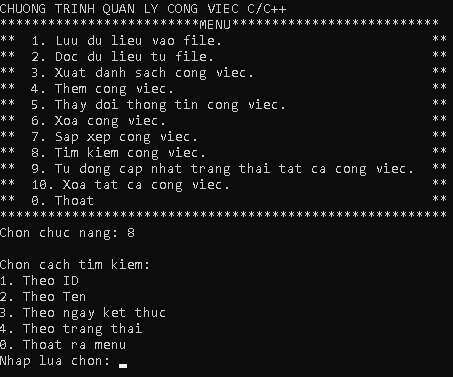 CHUONG TRINH QUAN LY CONG VIEC C/C++
*************************MENU**************************
** 1. Luu du lieu vao file. **
** 2. Doc du lieu tu file. **
** 3. Xuat danh sach cong viec. **
** 4. Them cong viec. **
** 5. Thay doi thong tin cong viec. **
** 6. Xoa cong viec. **
** 7. Sap xep cong viec. **
** 8. Tim kiem cong viec. **
** 9. Tu dong cap nhat trang thai tat ca cong viec. **
** 10. Xoa tat ca cong viec. **
** 0. Thoat **
*******************************************************
Chon chuc nang: 8
Chon cach tim kiem:
1. Theo ID
2. Theo Ten
3. Theo ngay ket thuc
4. Theo trang thai
0. Thoat ra menu
Nhap lua chon: